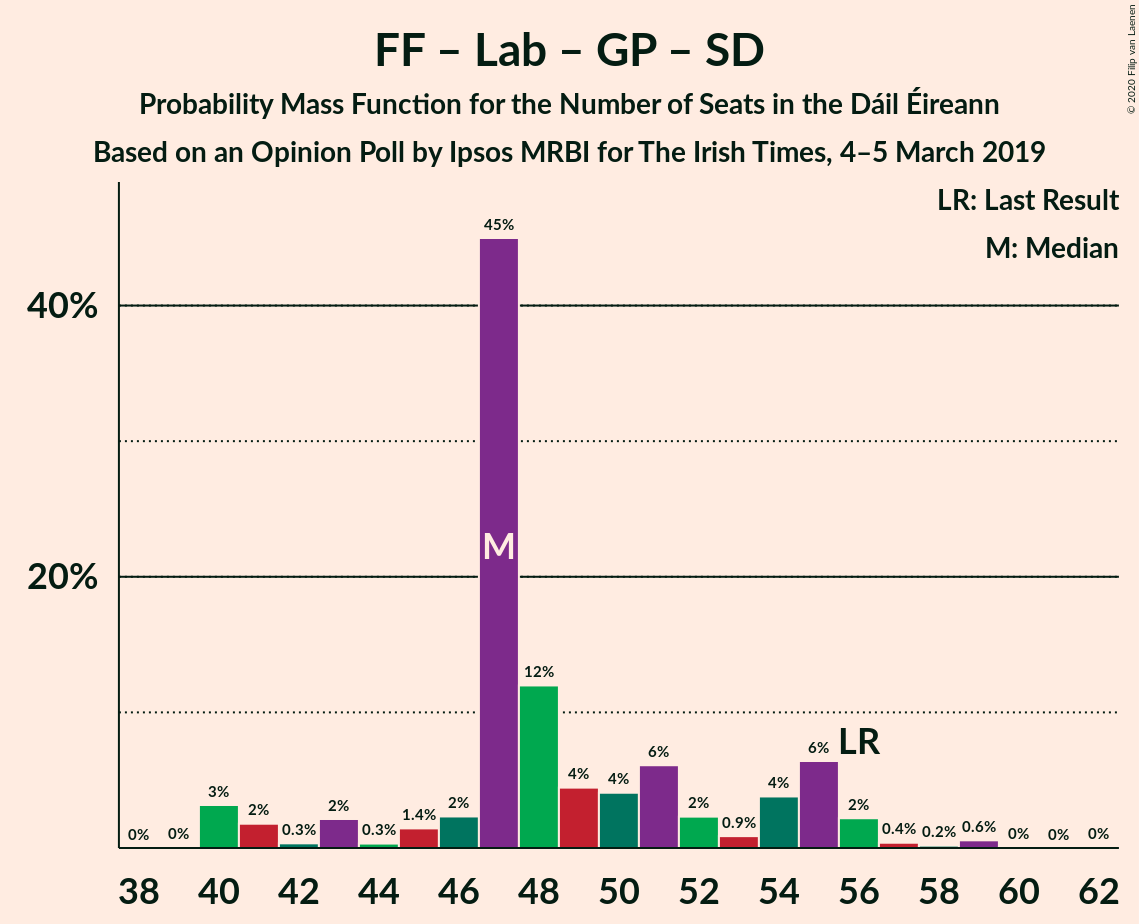 FF – Lab – GP – SD
Probability Mass Function for the Number of Seats in the Dáil Éireann
Based on an Opinion Poll by Ipsos MRBI for The Irish Times, 4–5 March 2019
© 2020 Filip van Laenen
LR: Last Result
M: Median
40%
20%
0% 0% 3% 2% 0.3% 2% 0.3% 1.4% 2% 45% 12% 4% 4% 6% 2% 0.9% 4% 6% 2% 0.4% 0.2% 0.6% 0% 0% 0%
M
LR
38 40 42 44 46 48 50 52 54 56 58 60 62